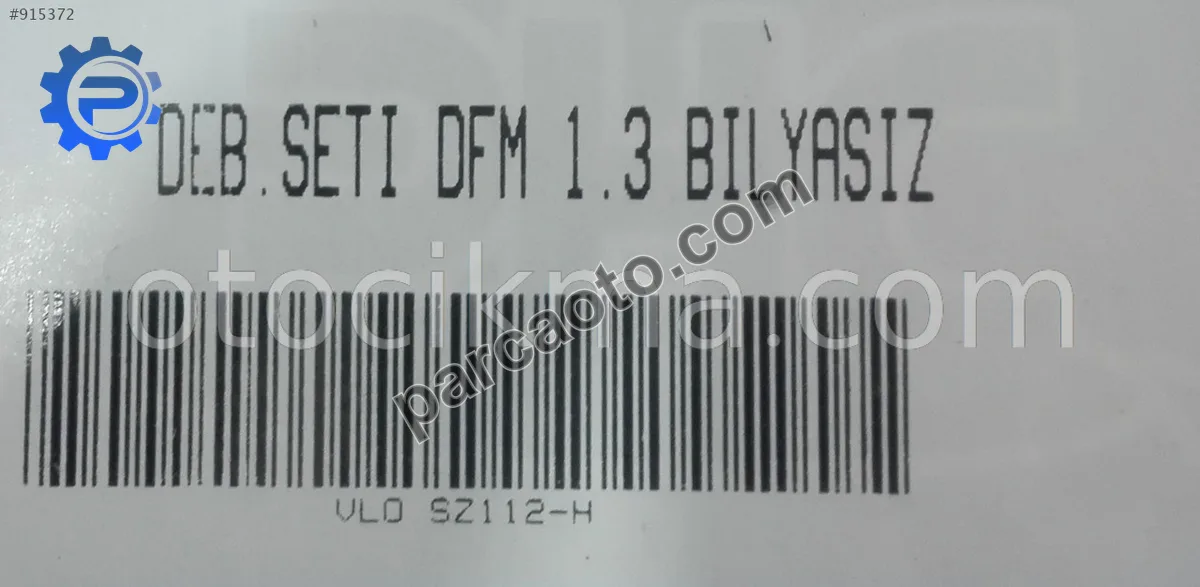 #915372
DEB.SETI DFM 1.3 BILYASIZ
otocikma.com
parcaoto.com
VLO SZ112-H